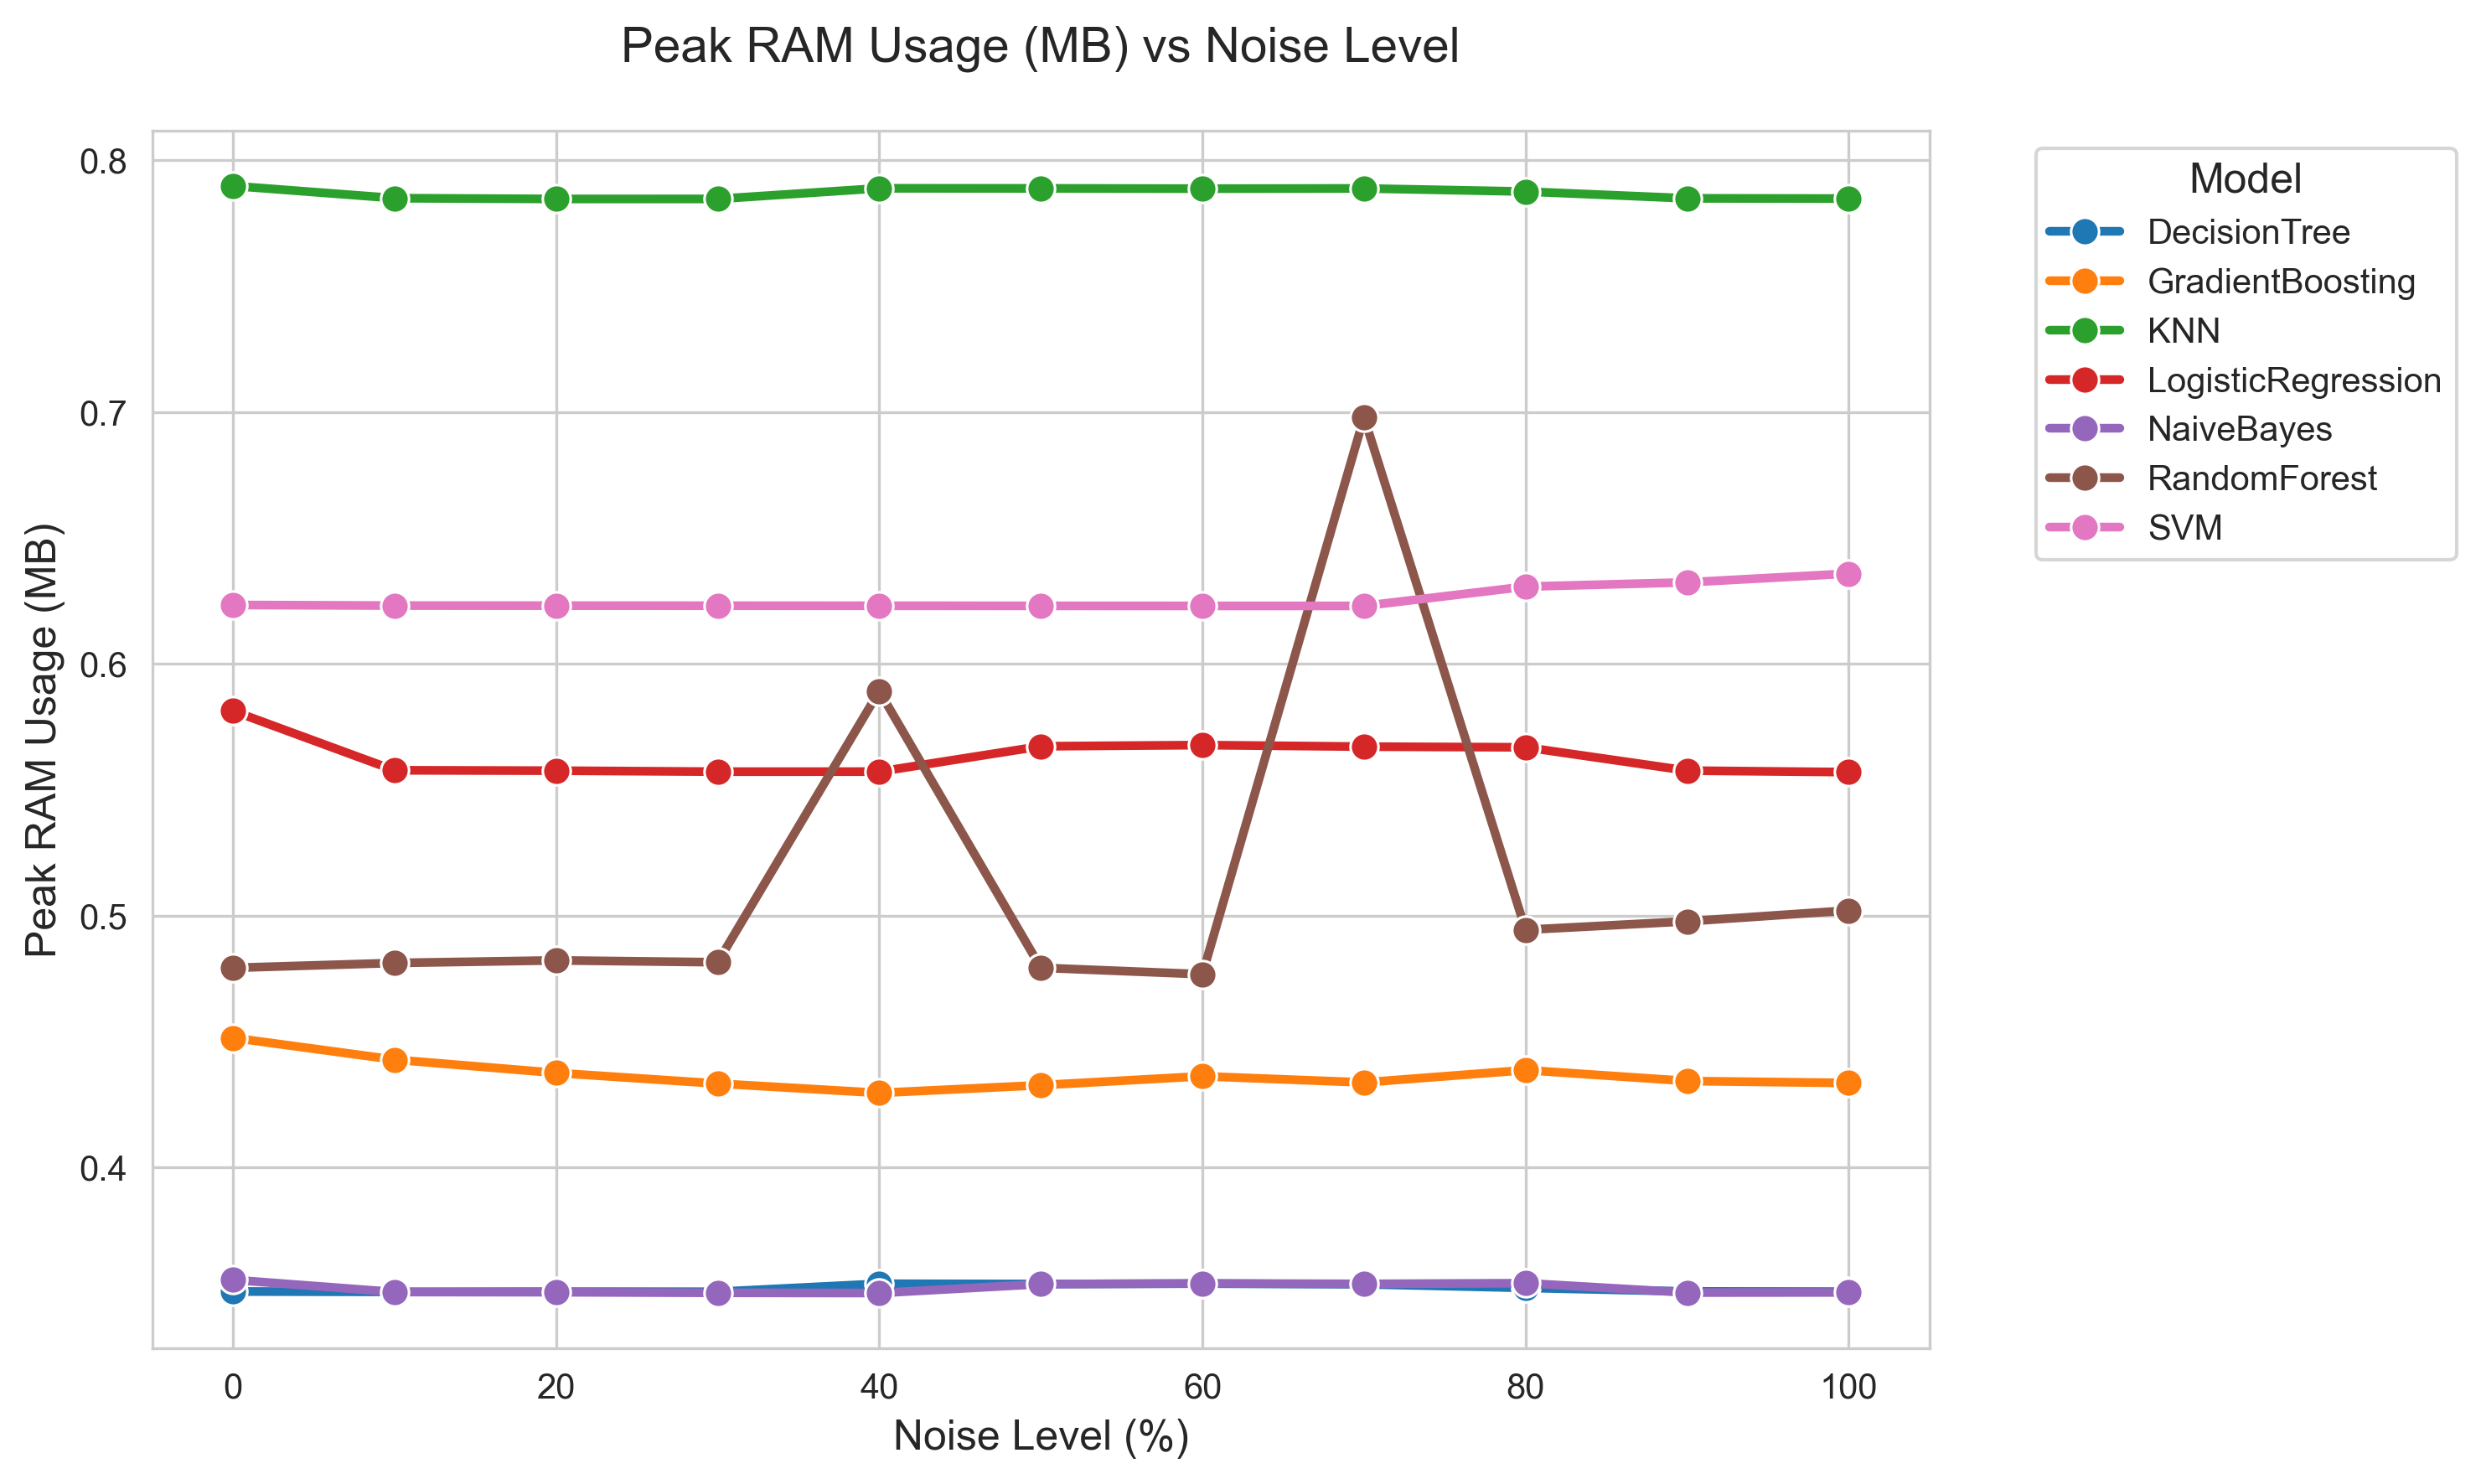 Peak RAM Usage (MB) vs Noise Level
Peak RAM Usage (MB)
0.8
0.7
0.6
0.5
0.4
0
20
40
60
80
100
Noise Level (%)
Model
DecisionTree
GradientBoosting
KNN
LogisticRegression
NaiveBayes
RandomForest
SVM